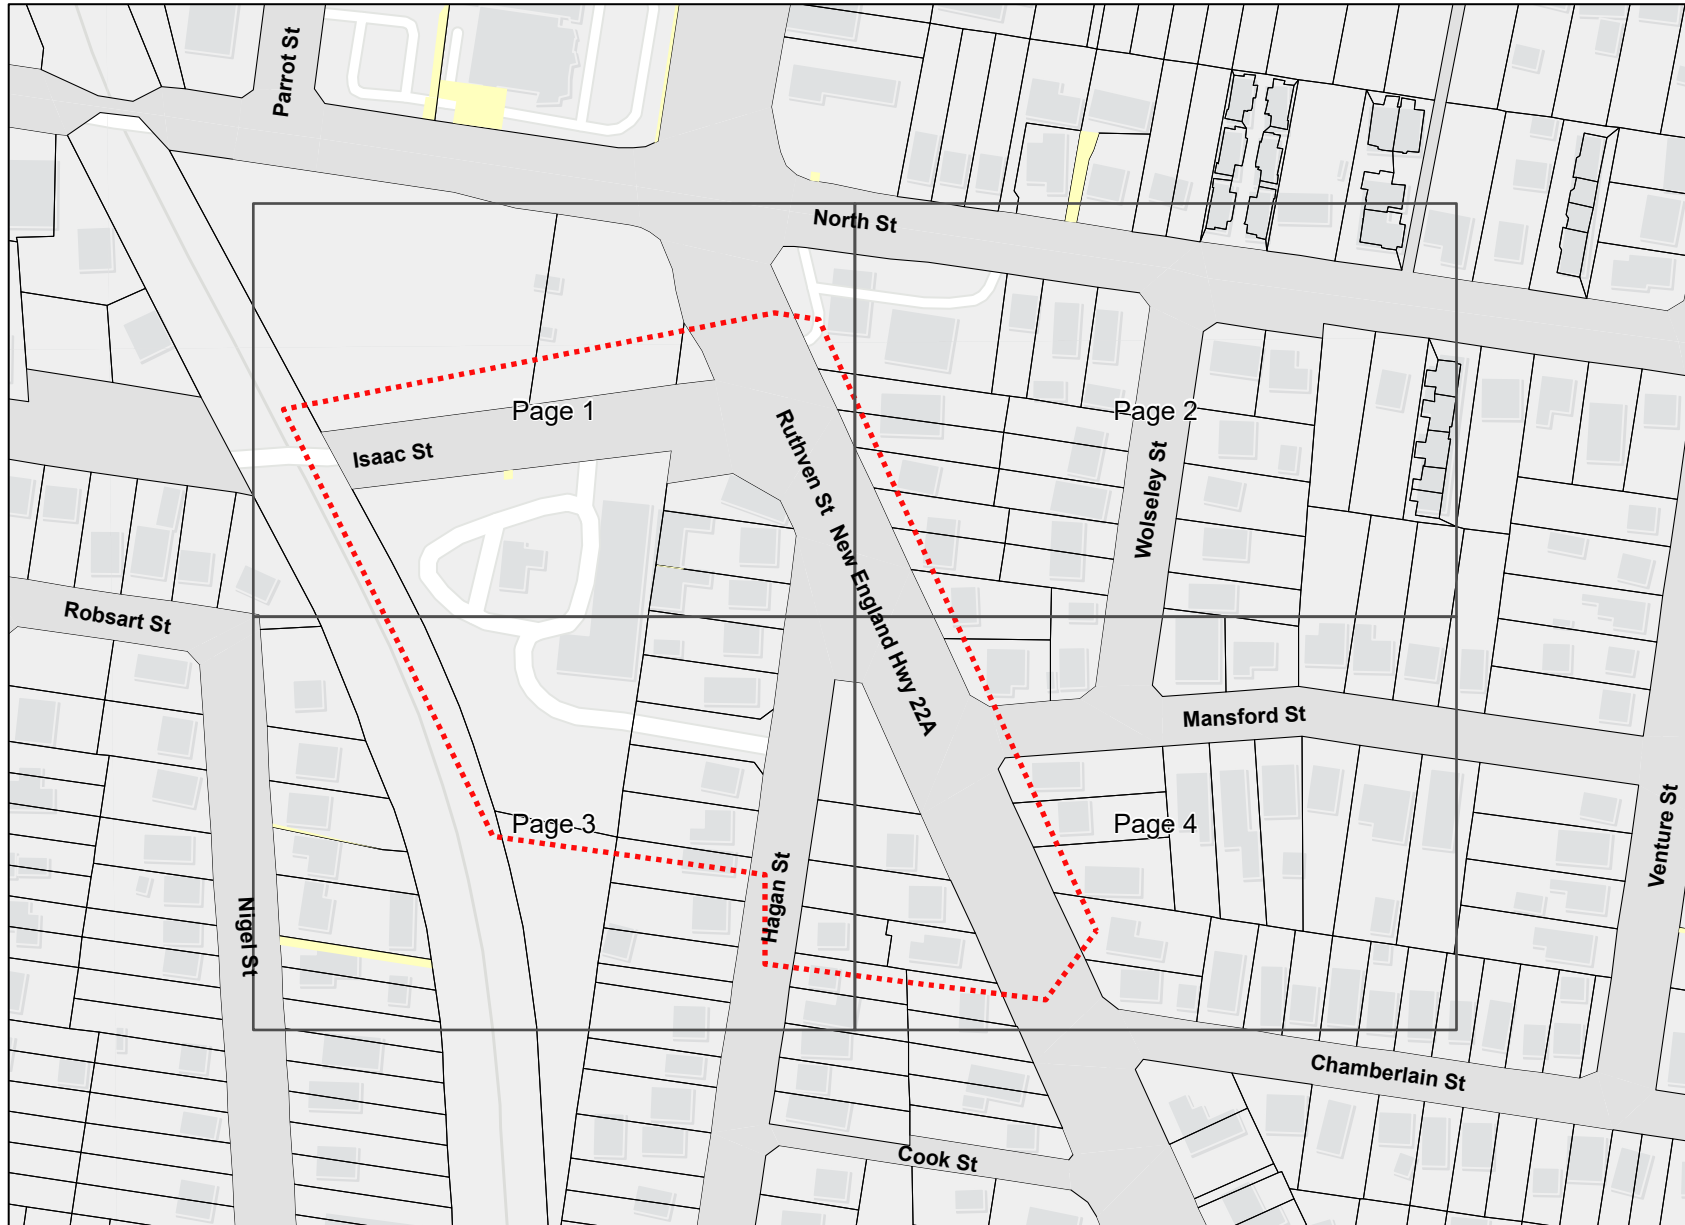 Parrot St
North St
Page 1
Page 2
Isaac St
Ruthven St
New England Hwy 22A
Wolseley St
Robsart St
Mansford St
Page 3
Page 4
Venture St
Hagan St
Nigel St
Chamberlain St
Cook St